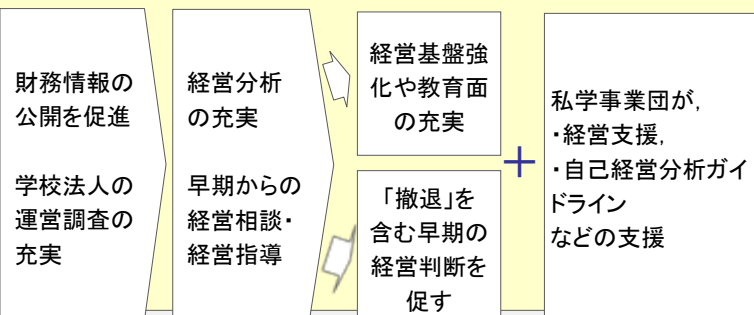 財務情報の
公開を促進
学校法人の
運営調査の
充実
経営分析
の充実
早期からの
経営相談・
経営指導
経営基盤強
化や教育面
の充実
「撤退」を
含む早期の
経営判断を
促す
＋
私学事業団が，
・経営支援，
・自己経営分析ガイ
ドライン
などの支援